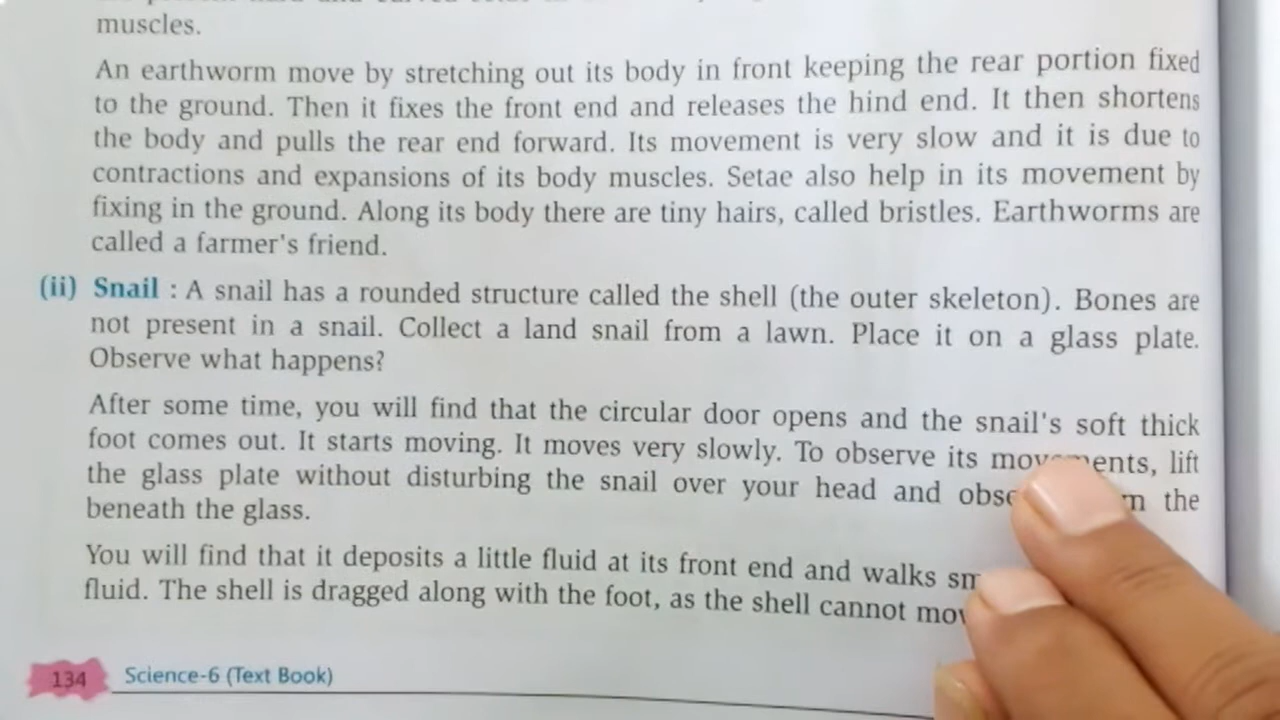 muscles.
An earthworm move by stretching out its body in front keeping the rear portion fixed
to the ground. Then it fixes the front end and releases the hind end. It then shortens
the body and pulls the rear end forward. Its movement is very slow and it is due to
contractions and expansions of its body muscles. Setae also help in its movement by
fixing in the ground. Along its body there are tiny hairs, called bristles. Earthworms are
called a farmer's friend.
(ii) Snail : A snail has a rounded structure called the shell (the outer skeleton). Bones are
not present in a snail. Collect a land snail from a lawn. Place it on a glass plate.
Observe what happens?
After some time, you will find that the circular door opens and the snail's soft thick
foot comes out. It starts moving. It moves very slowly. To observe its movements, lift
the glass plate without disturbing the snail over your head and the
beneath the glass.
You will find that it deposits a little fluid at its front end and walks
fluid. The shell is dragged along with the foot, as the shell cannot
134 Science-6 (Text Book)